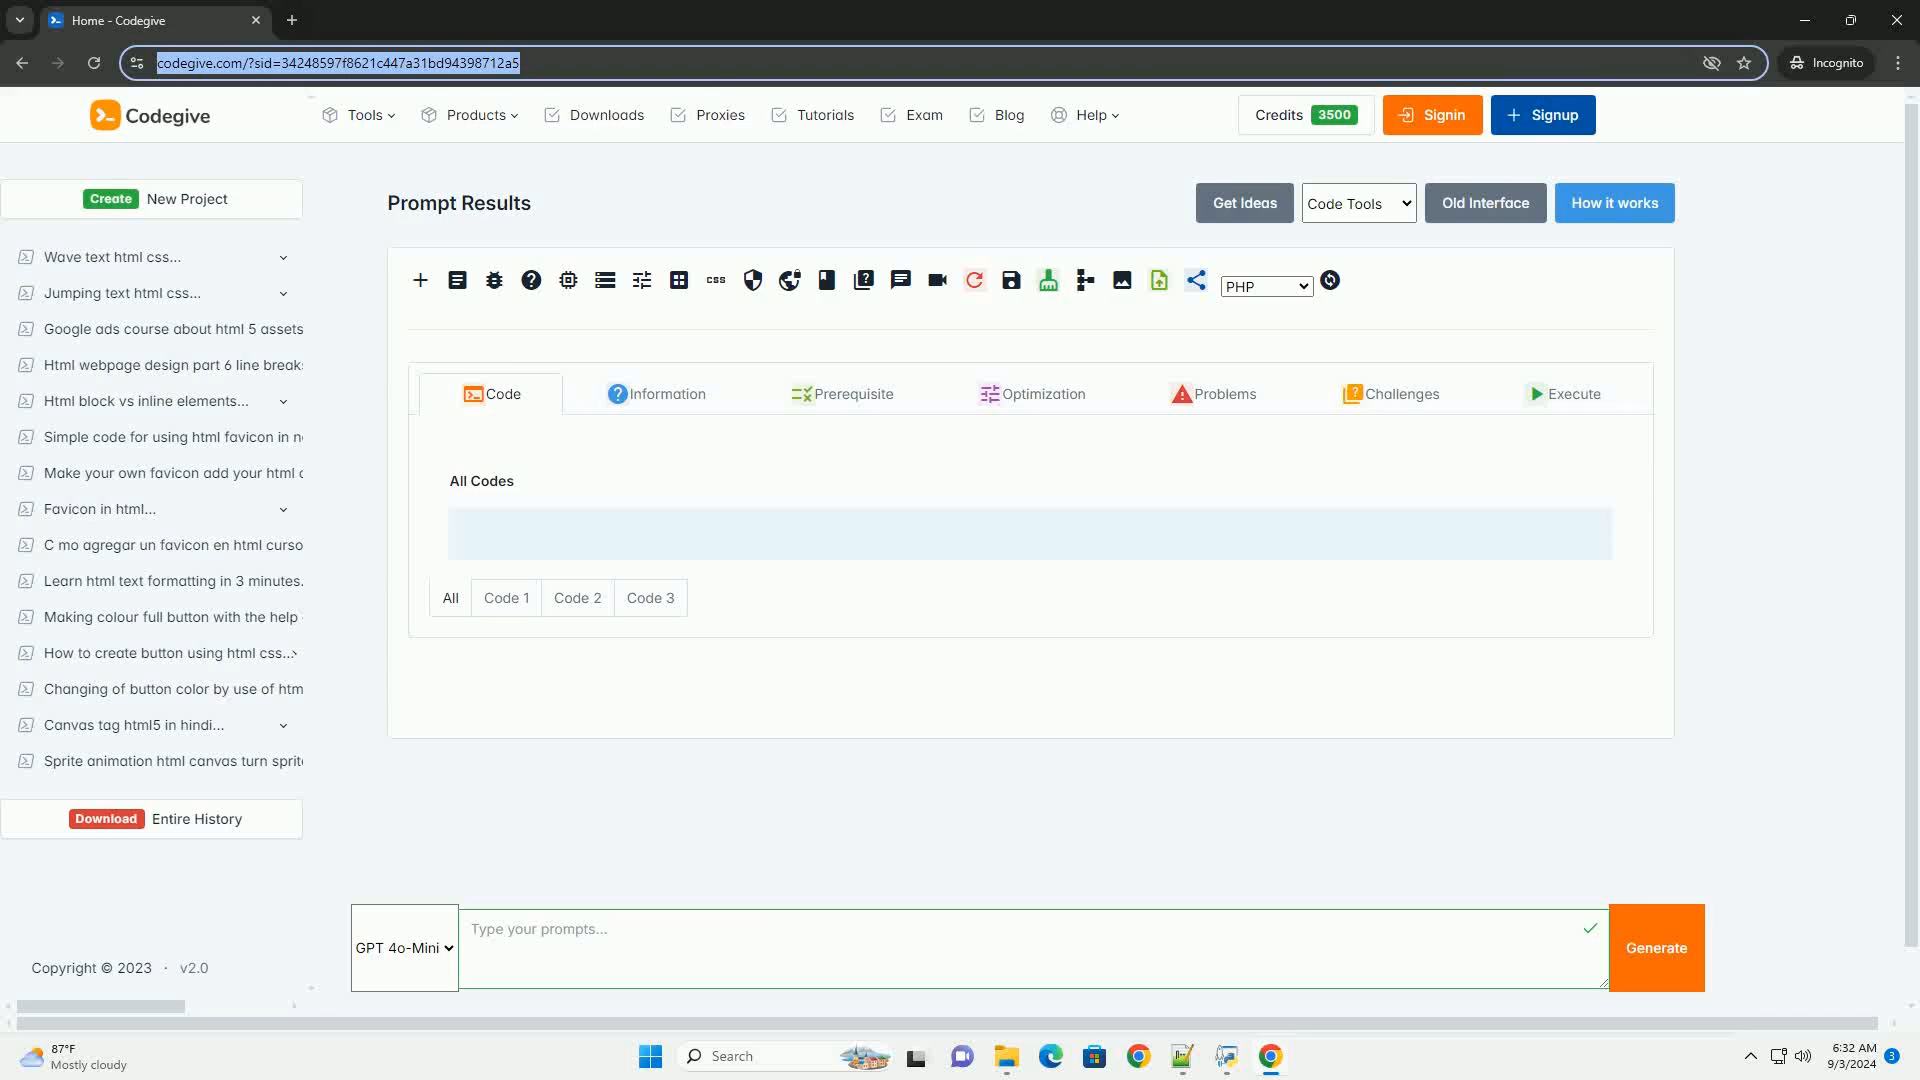 Home - Codegive
codegive.com/?sid=34248597f8621c447a31bd94398712a5
Incognito
Codegive
Tools
Products
Downloads
Proxies
Tutorials
Exam
Blog
Help
Credits 3500
Signin
Signup
Create New Project
Wave text html css...
Jumping text html css...
Google ads course about html 5 assets
Html webpage design part 6 line break
Html block vs inline elements...
Simple code for using html favicon in n
Make your own favicon add your html
Favicon in html...
C mo agregar un favicon en html curso
Learn html text formatting in 3 minutes.
Making colour full button with the help
How to create button using html css...
Changing of button color by use of htm
Canvas tag html5 in hindi...
Sprite animation html canvas turn sprit
Download Entire History
Copyright © 2023 · v2.0
Prompt Results
Get Ideas
Code Tools
Old Interface
How it works
css
PHP
Code
Information
Prerequisite
Optimization
Problems
Challenges
Execute
All Codes
All
Code 1
Code 2
Code 3
GPT 4o-Mini
Type your prompts...
Generate
87°F
Mostly cloudy
Search
6:32 AM
9/3/2024
3